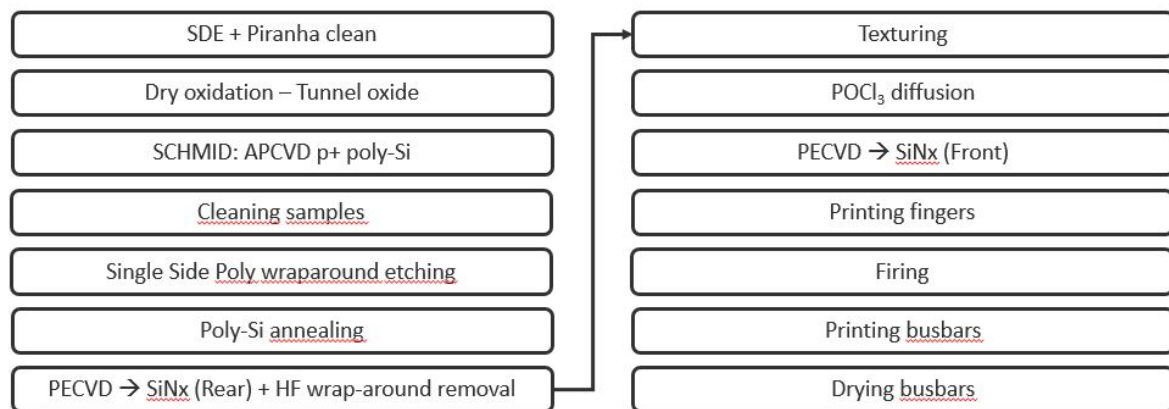 SDE + Piranha clean
Dry oxidation – Tunnel oxide
SCHMID: APCVD p+ poly-Si
Cleaning samples
Single Side Poly wraparound etching
Poly-Si annealing
PECVD → SiNx (Rear) + HF wrap-around removal
Texturing
POCl₃ diffusion
PECVD → SiNx (Front)
Printing fingers
Firing
Printing busbars
Drying busbars